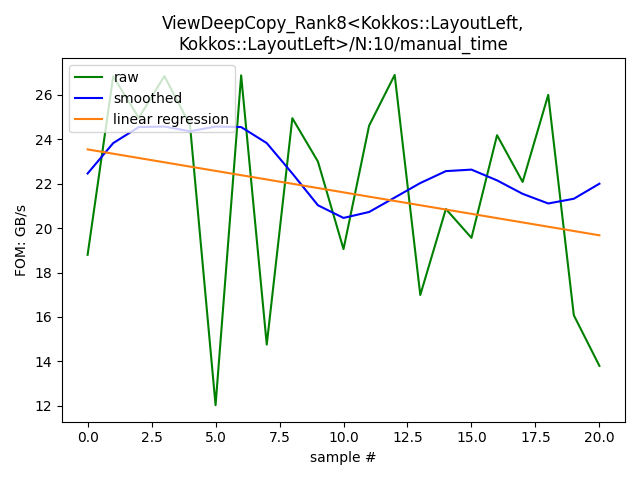 ViewDeepCopy_Rank8<Kokkos::LayoutLeft,
Kokkos::LayoutLeft>/N:10/manual_time
raw
smoothed
linear regression
FOM: GB/s
26
24
22
20
18
16
14
12
0.0 2.5 5.0 7.5 10.0 12.5 15.0 17.5 20.0
sample #